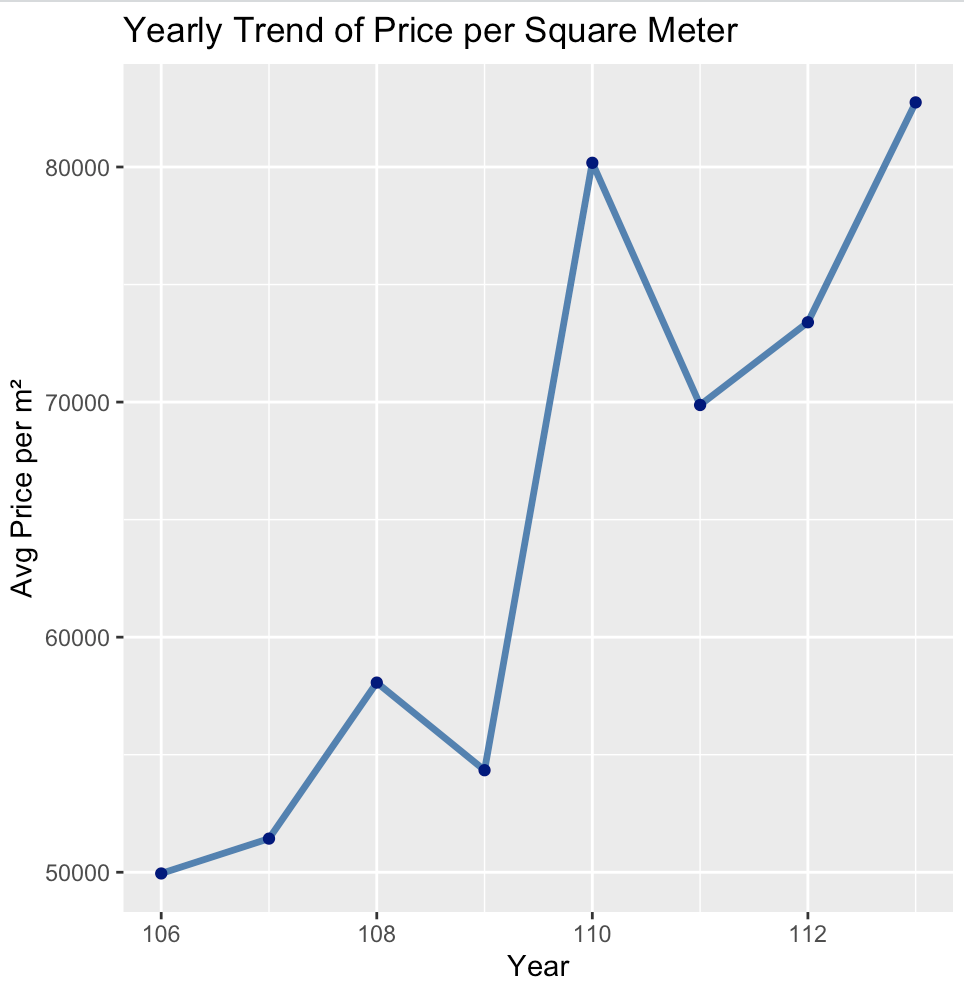 Yearly Trend of Price per Square Meter
Avg Price per m²
80000
70000
60000
50000
106 108 110 112
Year